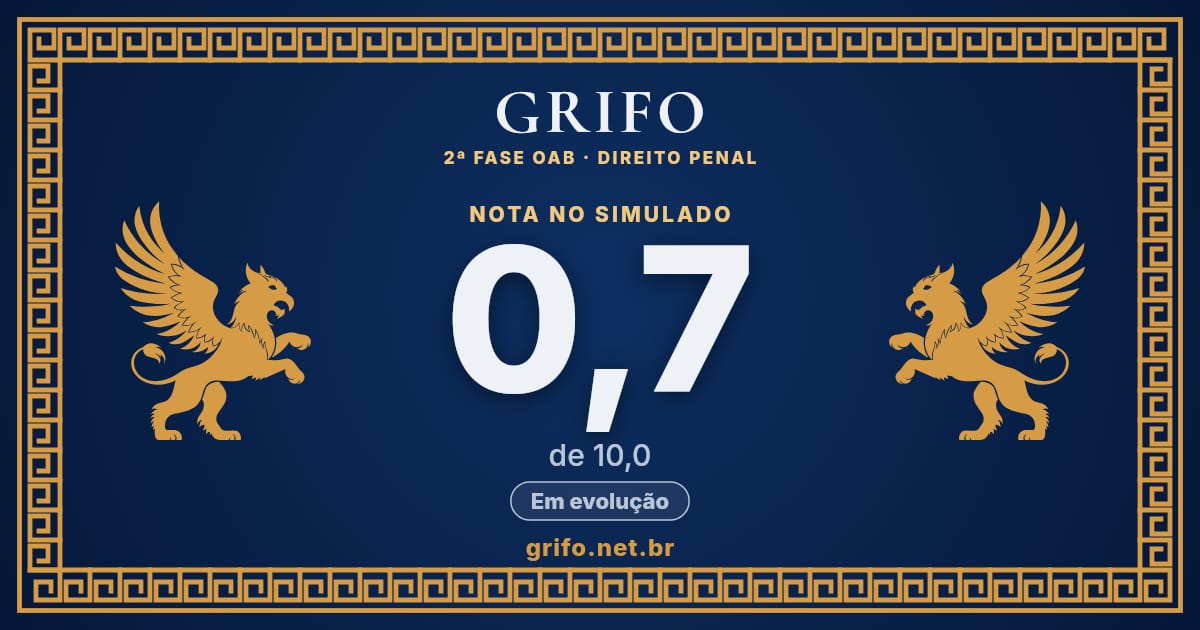 GRIFO
2ª FASE OAB · DIREITO PENAL
NOTA NO SIMULADO
0,7
de 10,0
Em evolução
grifo.net.br